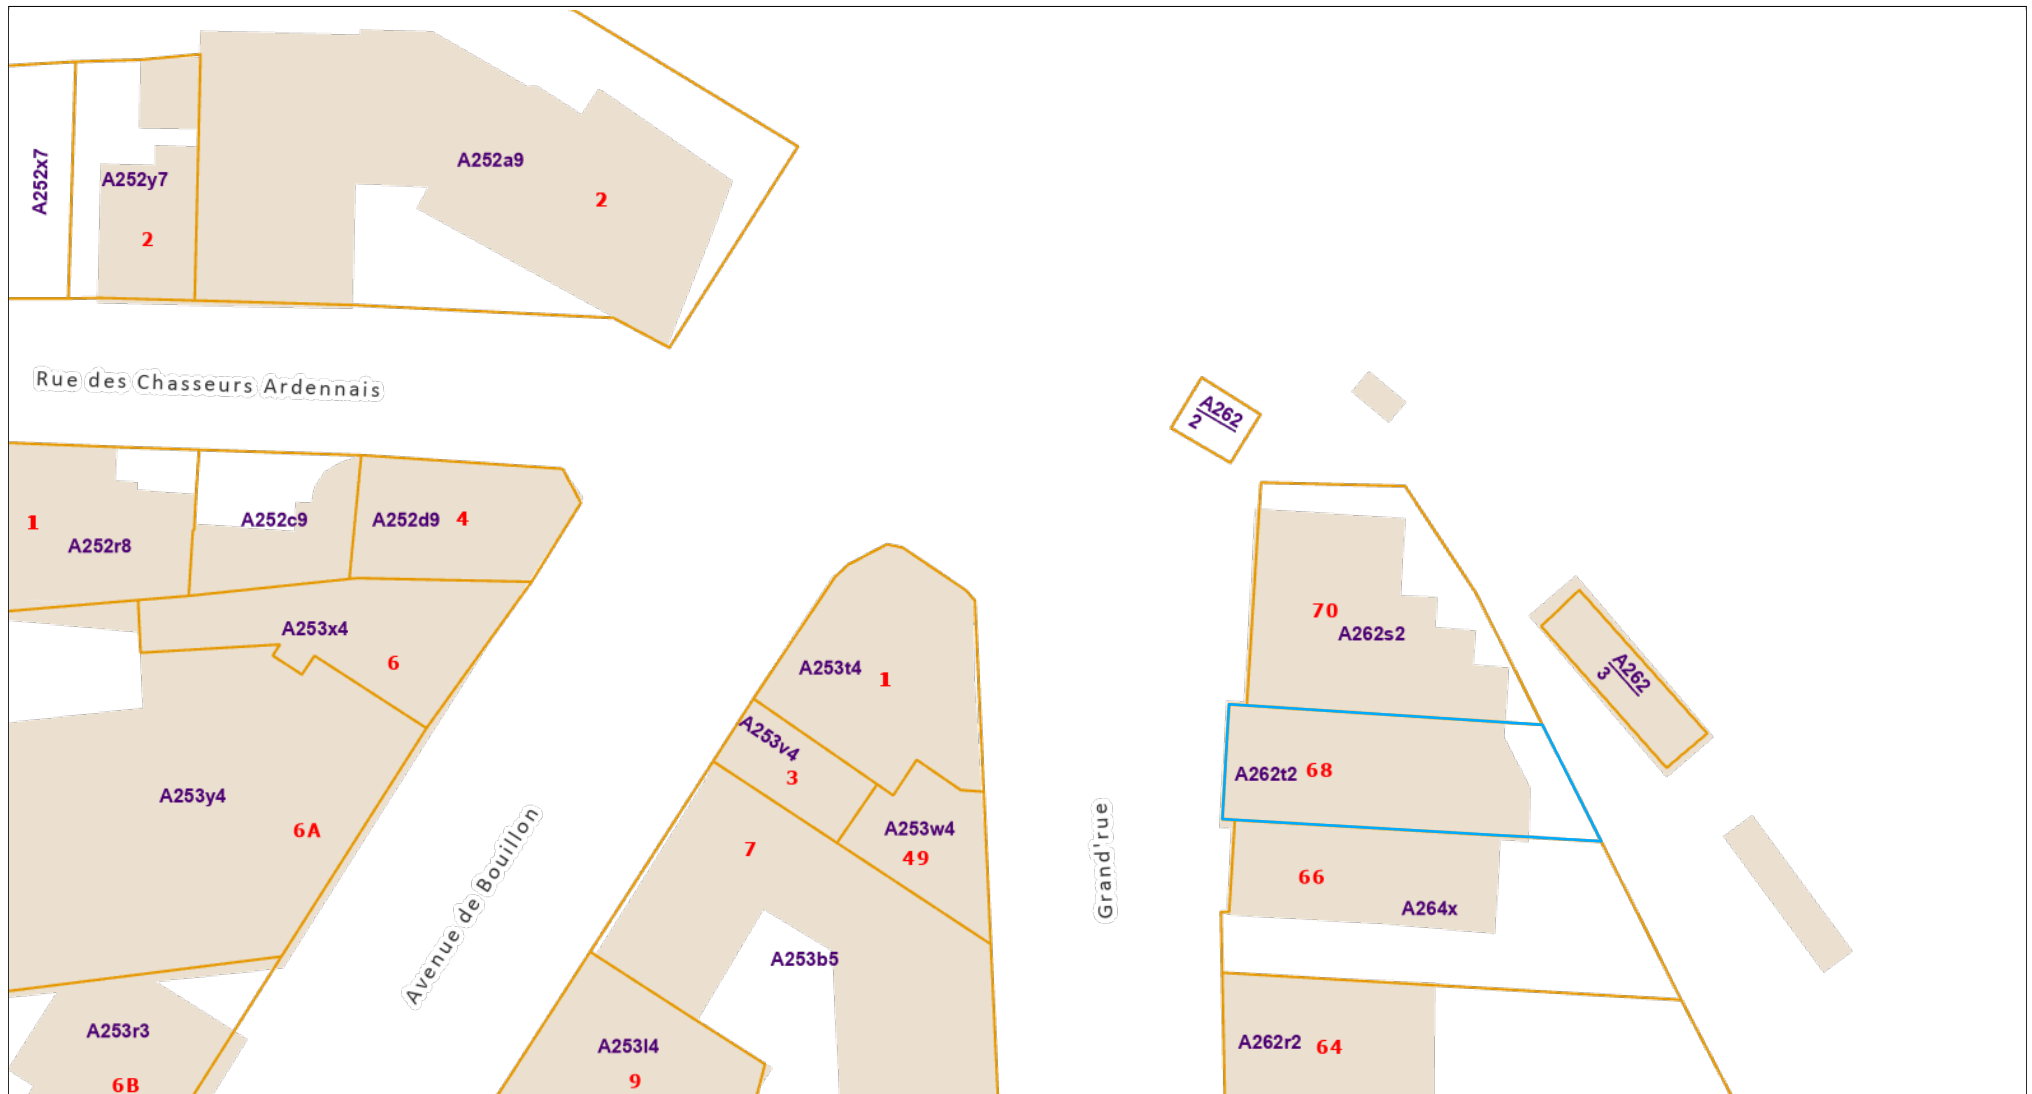 A252x7
A252y7
2
A252a9
2
Rue des Chasseurs Ardennais
1
A252r8
A252c9
A252d9 4
A253x4
6
A253y4
6A
A253r3
6B
Avenue de Bouillon
A253t4
1
A253v4
3
A253w4
49
7
A253b5
A253l4
9
Grand'rue
A262
2
70
A262s2
A262
3
A262t2 68
66
A264x
A262r2 64